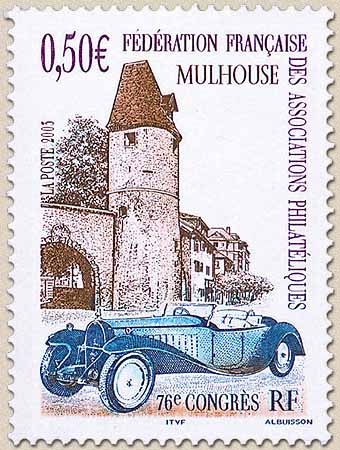 0,50€
FÉDÉRATION FRANÇAISE
DES ASSOCIATIONS PHILATÉLIQUES
MULHOUSE
LA POSTE 2003
76e CONGRÈS
RF
ITVF
ALBUISSON